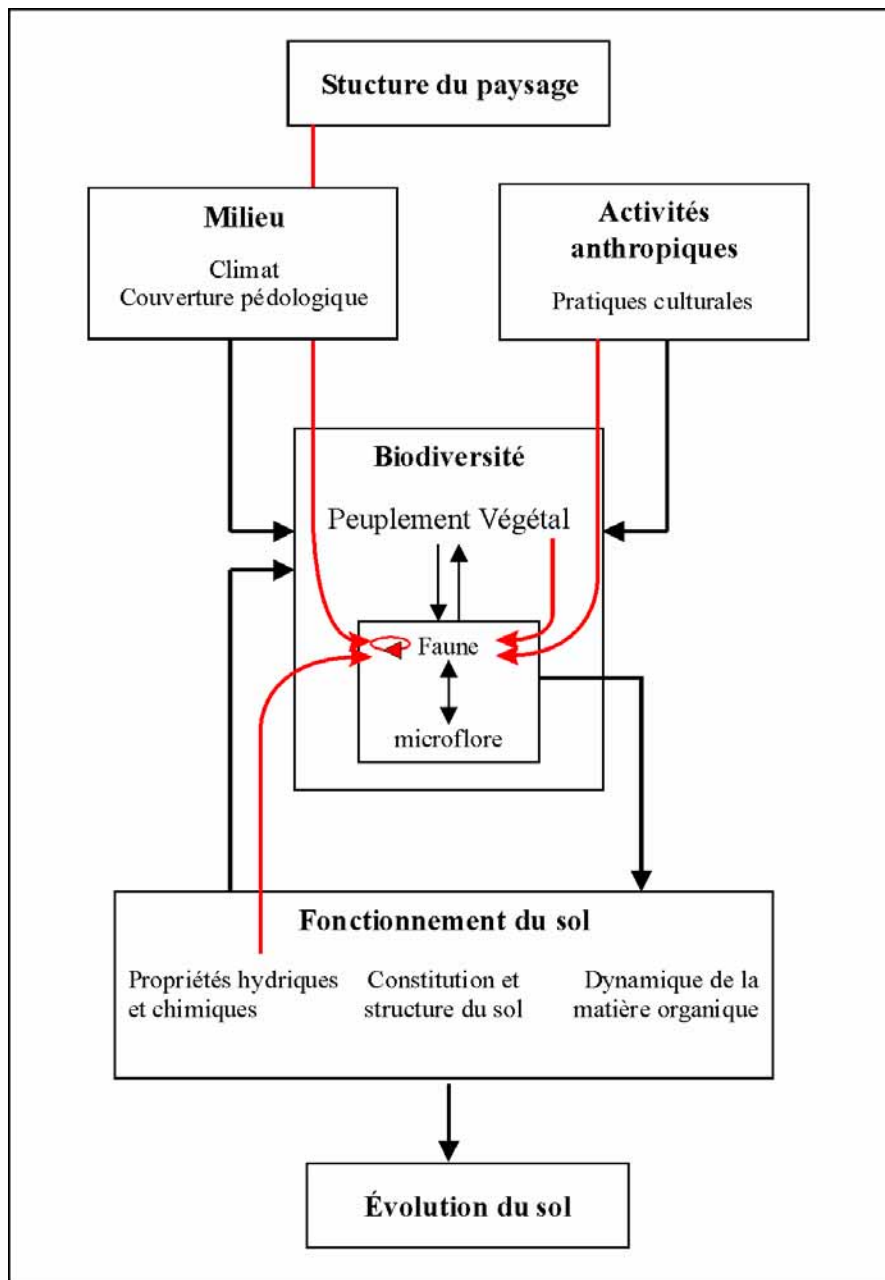 Stucture du paysage
Milieu
Climat
Couverture pédologique
Activités
anthropiques
Pratiques culturales
Biodiversité
Peuplement Végétal
Faune
microflore
Fonctionnement du sol
Propriétés hydriques
et chimiques
Constitution et
structure du sol
Dynamique de la
matière organique
Évolution du sol